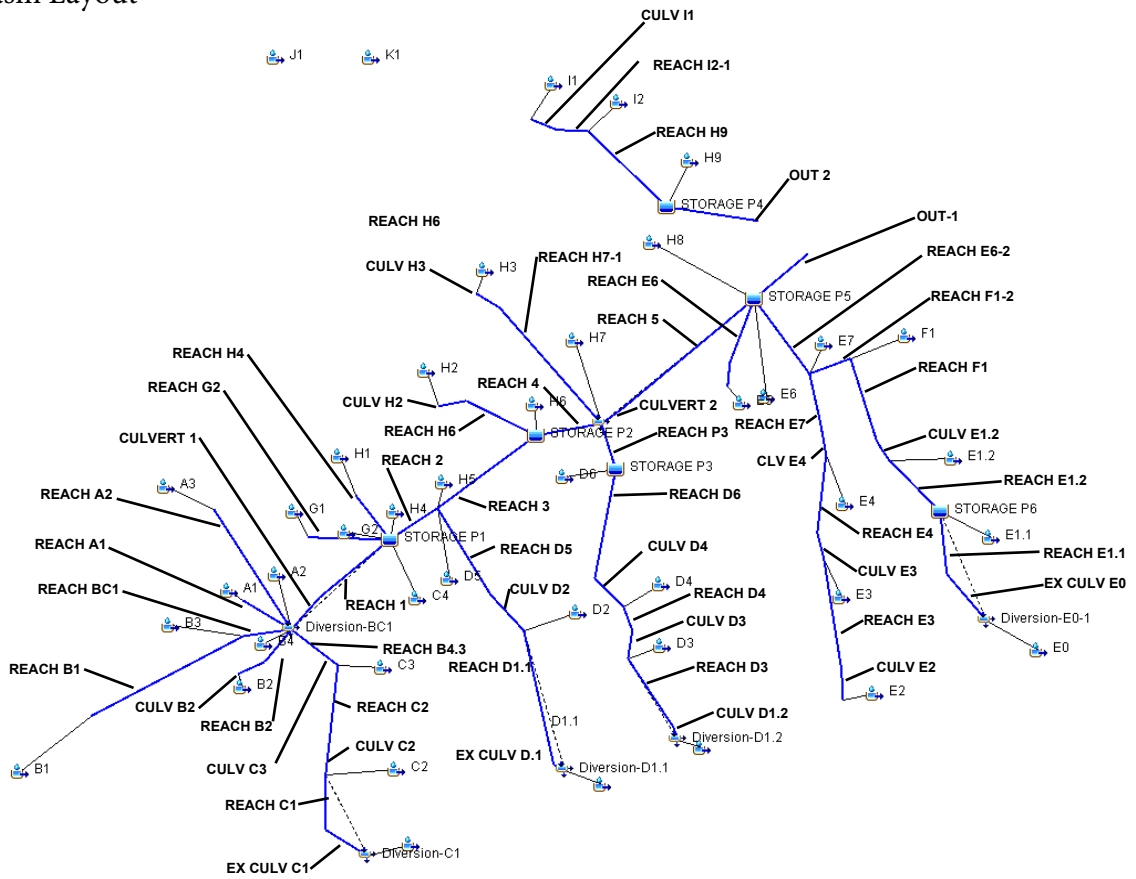 Basin Layout
CULV I1
J1
K1
REACH I2-1
I1
I2
REACH H9
H9
OUT 2
STORAGE P4
REACH H6
OUT-1
H8
REACH E6-2
REACH H7-1
CULV H3
H3
REACH E6
STORAGE P5
REACH F1-2
REACH 5
H7
E7
F1
REACH H4
REACH F1
H2
REACH G2
REACH 4
E6
E5
CULV H2
H6
CULVERT 2
REACH E7
CULVERT 1
REACH H6
STORAGE P2
REACH P3
CULV E1.2
H1
REACH 2
CLV E4
E1.2
REACH A2
A3
D6
STORAGE P3
H5
REACH E1.2
REACH D6
REACH 3
E4
G1
H4
STORAGE P6
G2
REACH E4
E1.1
STORAGE P1
REACH A1
CULV D4
REACH D5
REACH E1.1
A2
CULV E3
D5
REACH BC1
D4
EX CULV E0
A1
CULV D2
REACH D4
C4
E3
REACH 1
D2
B3
Diversion-BC1
CULV D3
REACH E3
Diversion-E0-1
B4
REACH B4.3
D3
E0
REACH B1
C3
REACH D1.1
REACH D3
CULV E2
B2
E2
CULV B2
REACH C2
REACH B2
CULV D1.2
D1.1
Diversion-D1.2
CULV C2
EX CULV D.1
CULV C3
C2
Diversion-D1.1
B1
REACH C1
Diversion-C1
EX CULV C1